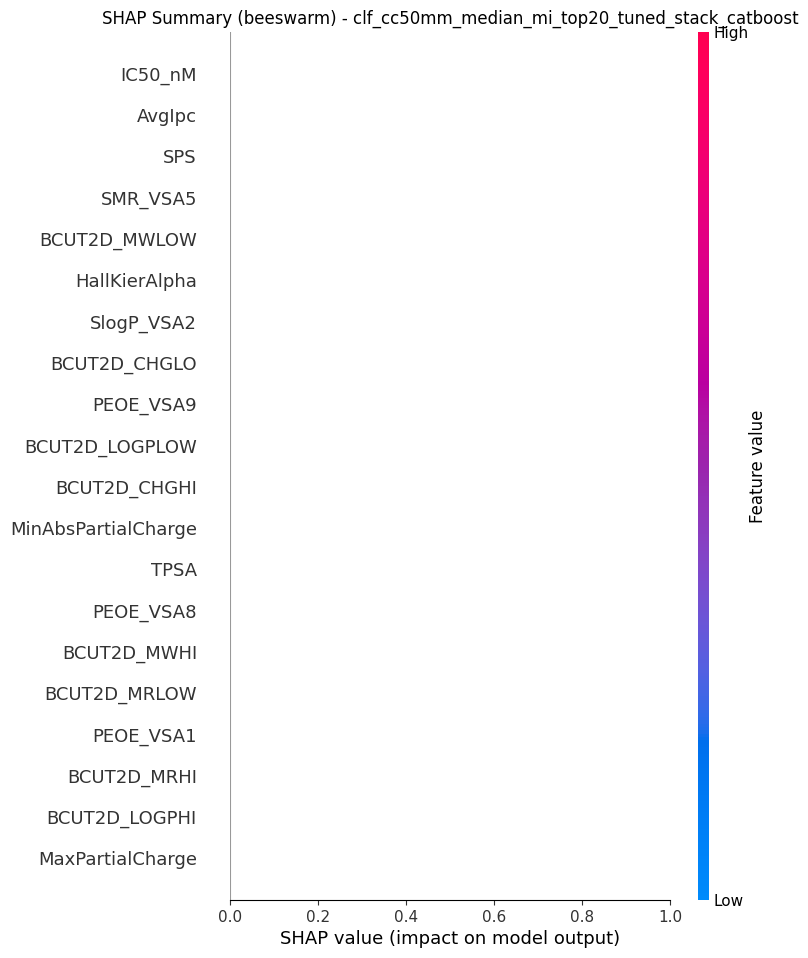 SHAP Summary (beeswarm) - clf_cc50mm_median_mi_top20_tuned_stack_catboost
High
IC50_nM
AvgIpc
SPS
SMR_VSA5
BCUT2D_MWLOW
HallKierAlpha
SlogP_VSA2
BCUT2D_CHGLO
PEOE_VSA9
BCUT2D_LOGPLOW
BCUT2D_CHGHI
MinAbsPartialCharge
TPSA
PEOE_VSA8
BCUT2D_MWHI
BCUT2D_MRLOW
PEOE_VSA1
BCUT2D_MRHI
BCUT2D_LOGPHI
MaxPartialCharge
Feature value
Low
0.0 0.2 0.4 0.6 0.8 1.0
SHAP value (impact on model output)